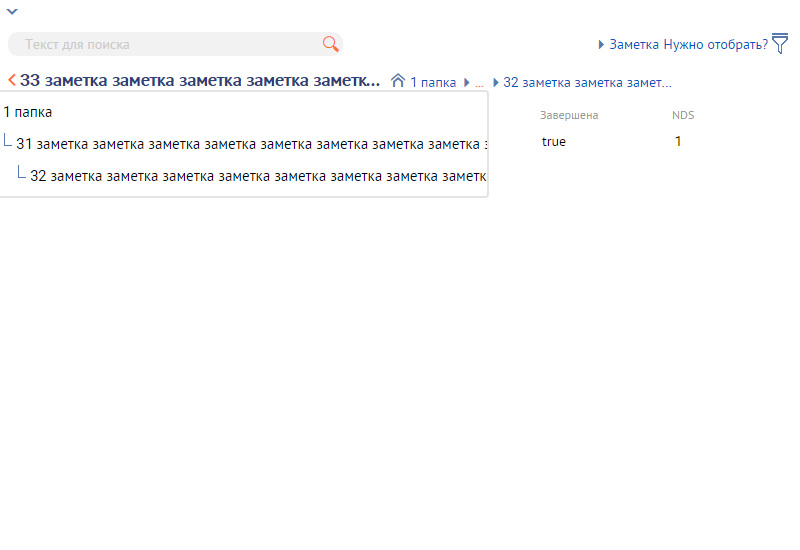 Текст для поиска
Заметка Нужно отобрать?
33 заметка заметка заметка заметка заметк...
1 папка ... 32 заметка заметка замет...
1 папка
31 заметка заметка заметка заметка заметка заметка заметка заметка
32 заметка заметка заметка заметка заметка заметка заметка заметк
Завершена NDS
true 1